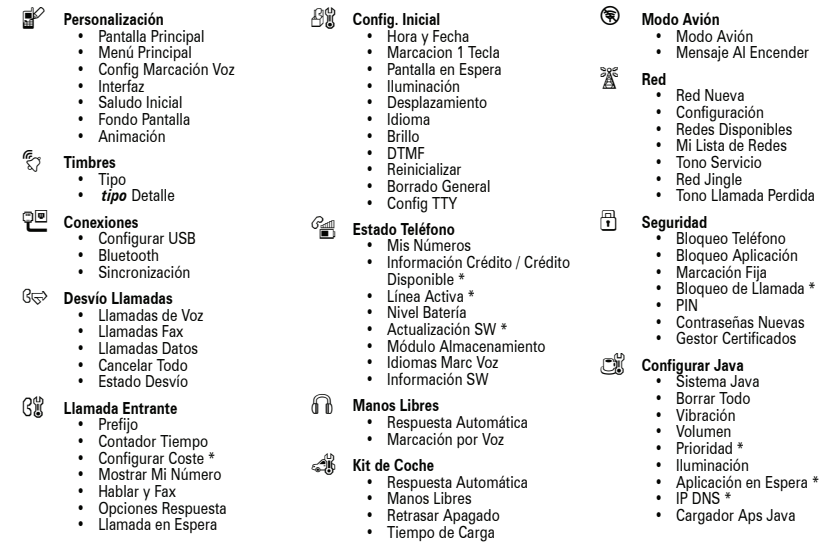 Personalización
• Pantalla Principal
• Menú Principal
• Config Marcación Voz
• Interfaz
• Saludo Inicial
• Fondo Pantalla
• Animación
Timbres
• Tipo
• tipo Detalle
Conexiones
• Configurar USB
• Bluetooth
• Sincronización
Desvío Llamadas
• Llamadas de Voz
• Llamadas Fax
• Llamadas Datos
• Cancelar Todo
• Estado Desvío
Llamada Entrante
• Prefijo
• Contador Tiempo
• Configurar Coste *
• Mostrar Mi Número
• Hablar y Fax
• Opciones Respuesta
• Llamada en Espera
Config. Inicial
• Hora y Fecha
• Marcacion 1 Tecla
• Pantalla en Espera
• Iluminación
• Desplazamiento
• Idioma
• Brillo
• DTMF
• Reinicializar
• Borrado General
• Config TTY
Estado Teléfono
• Mis Números
• Información Crédito / Crédito
Disponible *
• Línea Activa *
• Nivel Batería
• Actualización SW *
• Módulo Almacenamiento
• Idiomas Marc Voz
• Información SW
Manos Libres
• Respuesta Automática
• Marcación por Voz
Kit de Coche
• Respuesta Automática
• Manos Libres
• Retrasar Apagado
• Tiempo de Carga
Modo Avión
• Modo Avión
• Mensaje Al Encender
Red
• Red Nueva
• Configuración
• Redes Disponibles
• Mi Lista de Redes
• Tono Servicio
• Red Jingle
• Tono Llamada Perdida
Seguridad
• Bloqueo Teléfono
• Bloqueo Aplicación
• Marcación Fija
• Bloqueo de Llamada *
• PIN
• Contraseñas Nuevas
• Gestor Certificados
Configurar Java
• Sistema Java
• Borrar Todo
• Vibración
• Volumen
• Prioridad *
• Iluminación
• Aplicación en Espera *
• IP DNS *
• Cargador Aps Java